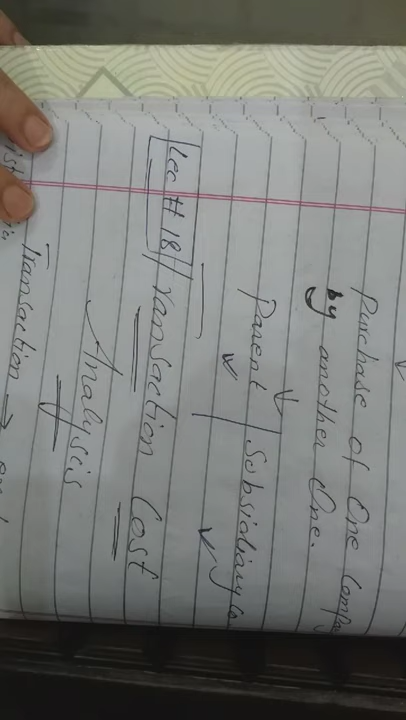 Purchase of One Compa
by another One.
Parent / Subsidiary Co
Lec # 18 Transaction Cost
Analysis
Transaction →